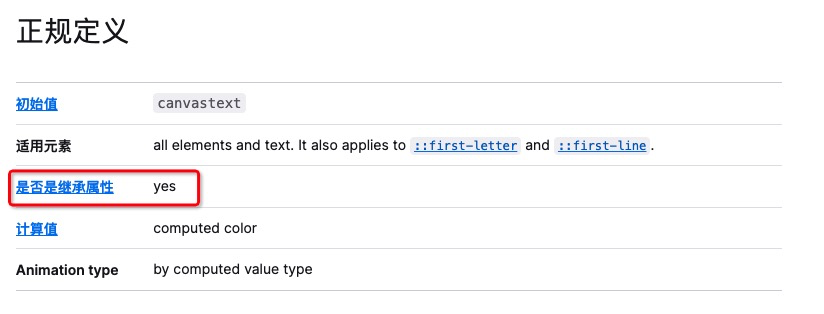 正规定义
初始值 canvastext
适用元素 all elements and text. It also applies to ::first-letter and ::first-line.
是否是继承属性 yes
计算值 computed color
Animation type by computed value type